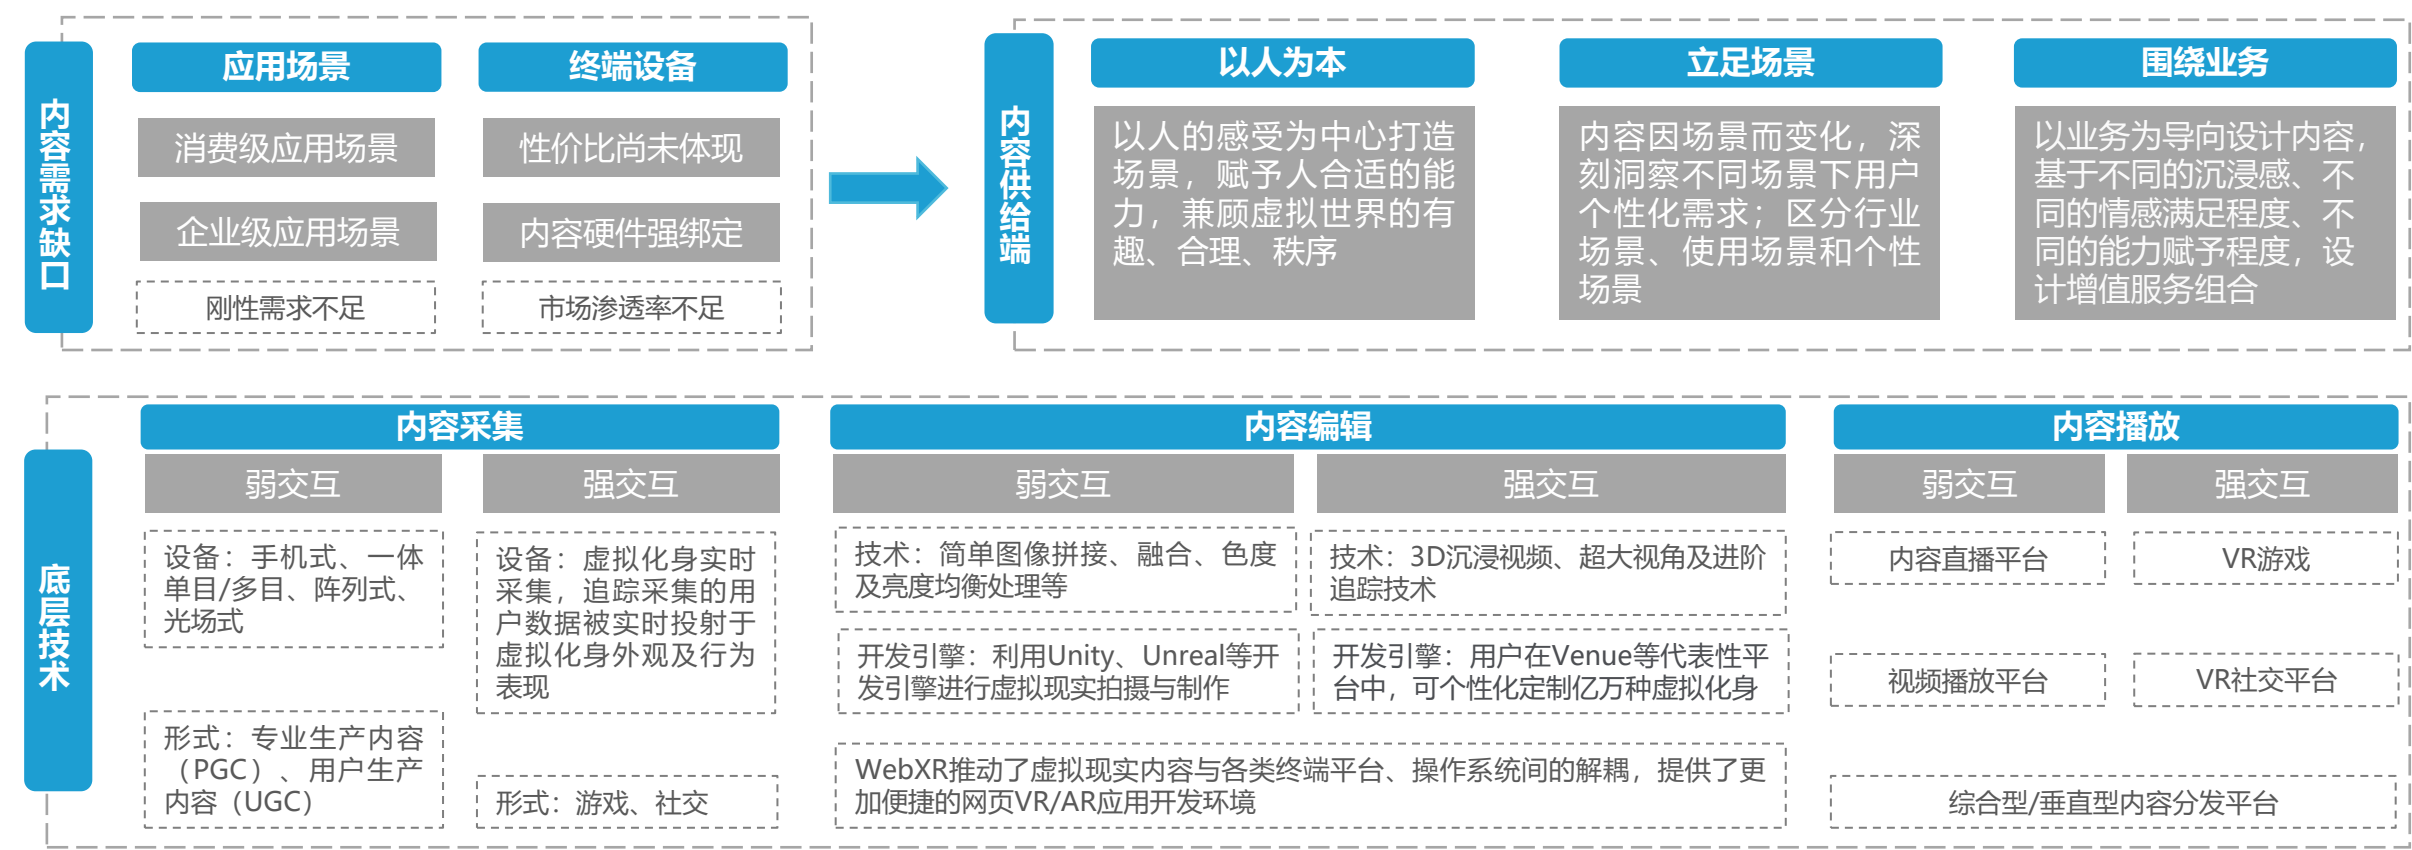 内容需求缺口
应用场景
消费级应用场景
企业级应用场景
刚性需求不足
终端设备
性价比尚未体现
内容硬件强绑定
市场渗透率不足
内容供给端
以人为本
以人的感受为中心打造
场景，赋予人合适的能
力，兼顾虚拟世界的有
趣、合理、秩序
立足场景
内容因场景而变化，深
刻洞察不同场景下用户
个性化需求；区分行业
场景、使用场景和个性
场景
围绕业务
以业务为导向设计内容，
基于不同的沉浸感、不
同的情感满足程度、不
同的能力赋予程度，设
计增值服务组合
底层技术
内容采集
弱交互
设备：手机式、一体
单目/多目、阵列式、
光场式
形式：专业生产内容
（PGC）、用户生产
内容（UGC）
强交互
设备：虚拟化身实时
采集，追踪采集的用
户数据被实时投射于
虚拟化身外观及行为
表现
形式：游戏、社交
内容编辑
弱交互
技术：简单图像拼接、融合、色度
及亮度均衡处理等
开发引擎：利用Unity、Unreal等开
发引擎进行虚拟现实拍摄与制作
强交互
技术：3D沉浸视频、超大视角及进阶
追踪技术
开发引擎：用户在Venue等代表性平
台中，可个性化定制亿万种虚拟化身
WebXR推动了虚拟现实内容与各类终端平台、操作系统间的解耦，提供了更
加便捷的网页VR/AR应用开发环境
内容播放
弱交互
内容直播平台
视频播放平台
强交互
VR游戏
VR社交平台
综合型/垂直型内容分发平台